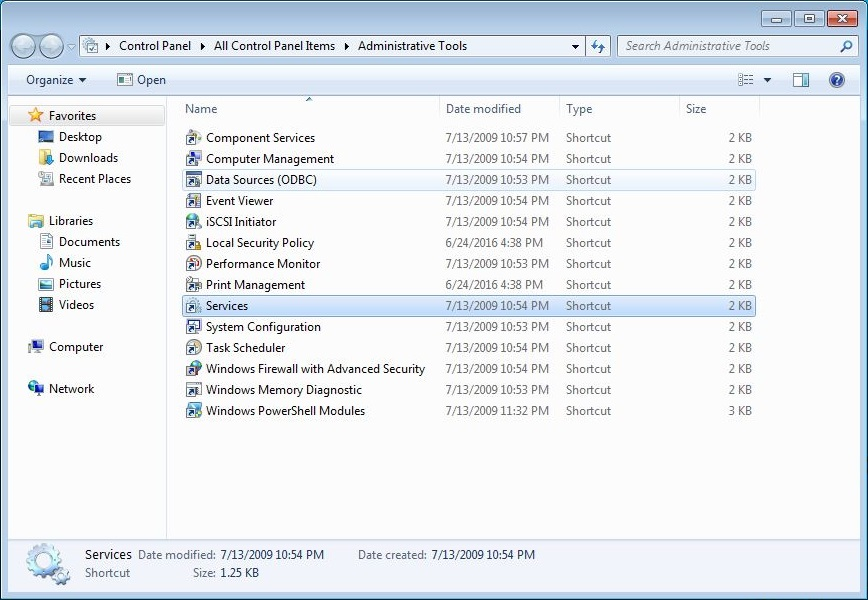 Control Panel All Control Panel Items Administrative Tools Search Administrative Tools
Organize Open
Name Date modified Type Size
Favorites
Desktop
Downloads
Recent Places
Libraries
Documents
Music
Pictures
Videos
Computer
Network
Component Services 7/13/2009 10:57 PM Shortcut 2 KB
Computer Management 7/13/2009 10:54 PM Shortcut 2 KB
Data Sources (ODBC) 7/13/2009 10:53 PM Shortcut 2 KB
Event Viewer 7/13/2009 10:54 PM Shortcut 2 KB
iSCSI Initiator 7/13/2009 10:54 PM Shortcut 2 KB
Local Security Policy 6/24/2016 4:38 PM Shortcut 2 KB
Performance Monitor 7/13/2009 10:53 PM Shortcut 2 KB
Print Management 6/24/2016 4:38 PM Shortcut 2 KB
Services 7/13/2009 10:54 PM Shortcut 2 KB
System Configuration 7/13/2009 10:53 PM Shortcut 2 KB
Task Scheduler 7/13/2009 10:54 PM Shortcut 2 KB
Windows Firewall with Advanced Security 7/13/2009 10:54 PM Shortcut 2 KB
Windows Memory Diagnostic 7/13/2009 10:53 PM Shortcut 2 KB
Windows PowerShell Modules 7/13/2009 11:32 PM Shortcut 3 KB
Services Date modified: 7/13/2009 10:54 PM Date created: 7/13/2009 10:54 PM
Shortcut Size: 1.25 KB